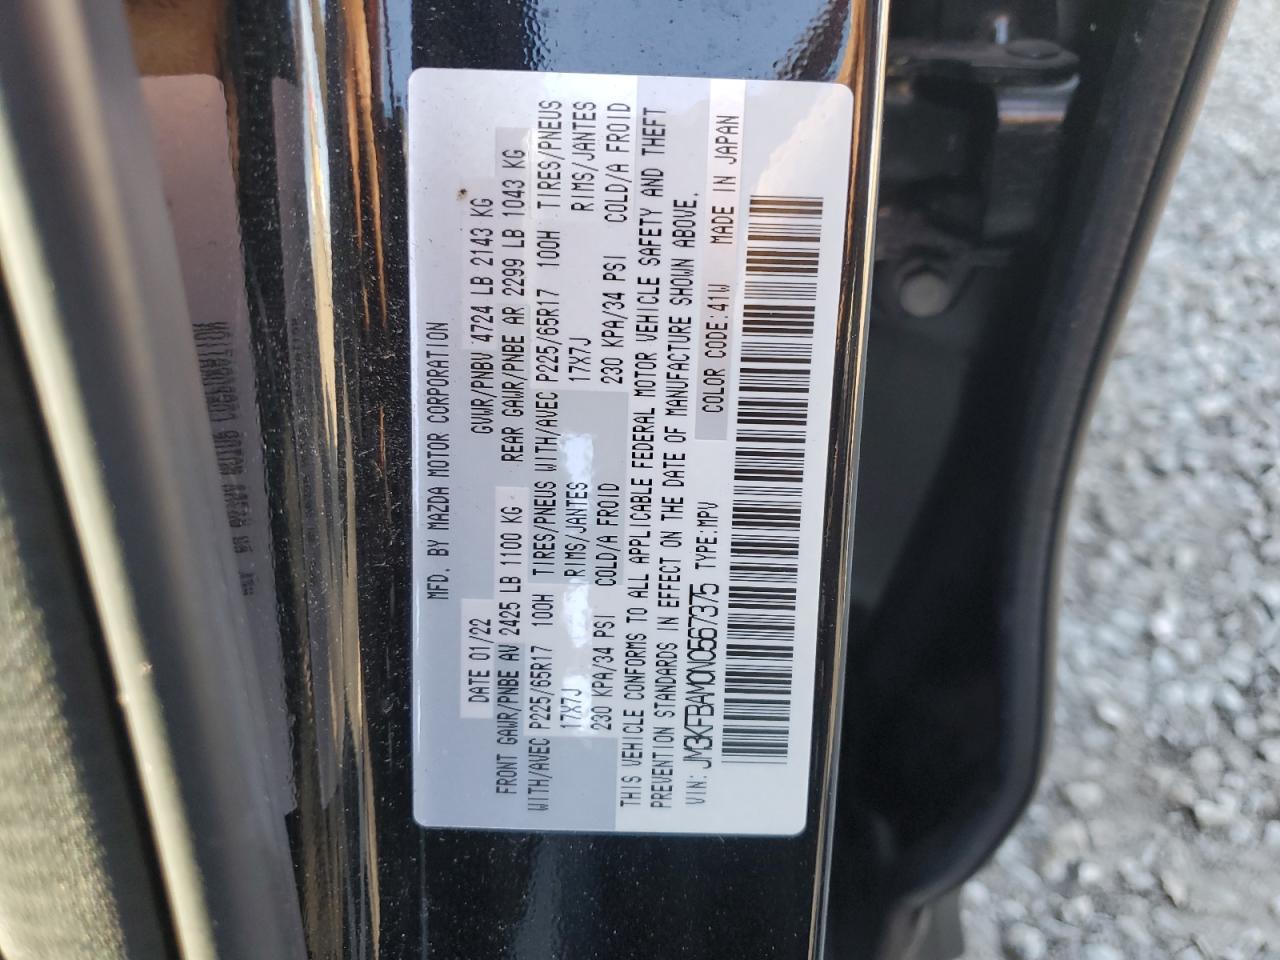 MFD. BY MAZDA MOTOR CORPORATION
DATE 01/22 GVWR/PNBV 4724 LB 2143 KG
FRONT GAWR/PNBE AV 2425 LB 1100 KG REAR GAWR/PNBE AR 2299 LB 1043 KG
WITH/AVEC P225/65R17 100H TIRES/PNEUS WITH/AVEC P225/65R17 100H TIRES/PNEUS
17X7J RIMS/JANTES 17X7J RIMS/JANTES
230 KPA/34 PSI COLD/A FROID 230 KPA/34 PSI COLD/A FROID
THIS VEHICLE CONFORMS TO ALL APPLICABLE FEDERAL MOTOR VEHICLE SAFETY AND THEFT
PREVENTION STANDARDS IN EFFECT ON THE DATE OF MANUFACTURE SHOWN ABOVE.
VIN: JM3KFBAM0N0567375 TYPE:MPV COLOR CODE:41W MADE IN JAPAN